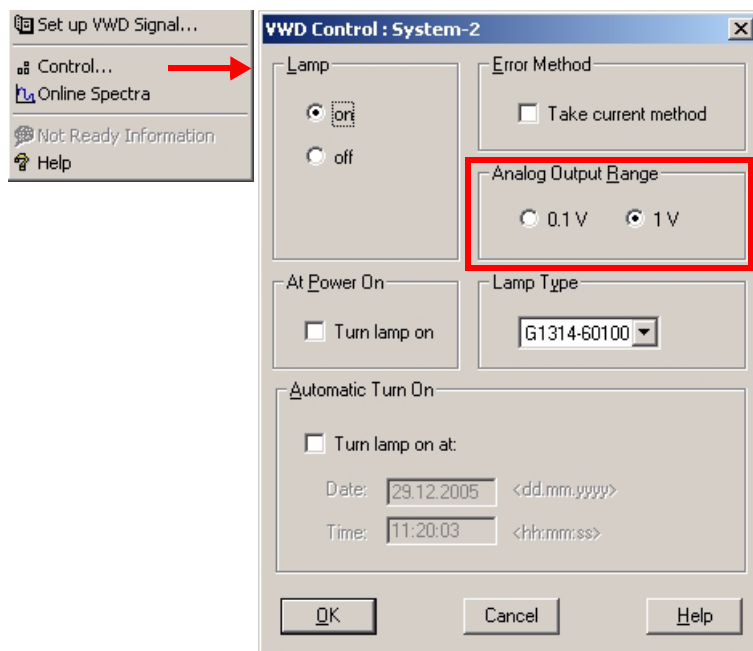 Set up VWD Signal...
Control...
Online Spectra
Not Ready Information
Help
VWD Control : System-2
Lamp
on
off
Error Method
Take current method
Analog Output Range
0.1 V
1 V
At Power On
Turn lamp on
Lamp Type
G1314-60100
Automatic Turn On
Turn lamp on at:
Date: 29.12.2005 <dd.mm.yyyy>
Time: 11:20:03 <hh:mm:ss>
OK
Cancel
Help